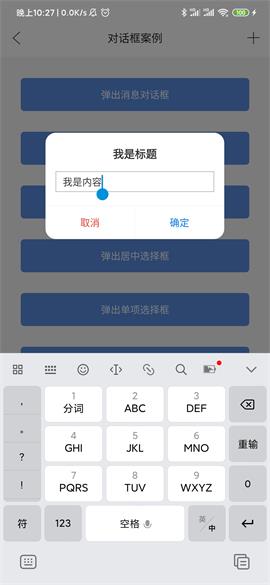 晚上10:27 | 0.0K/s
100
对话框案例
弹出消息对话框
我是标题
我是内容
取消 确定
弹出居中选择框
弹出单项选择框
, 1 2 3
分词 ABC DEF
。 4 5 6 重输
? GHI JKL MNO
! 7 8 9 0
PQRS TUV WXYZ
符 123 空格 英/中